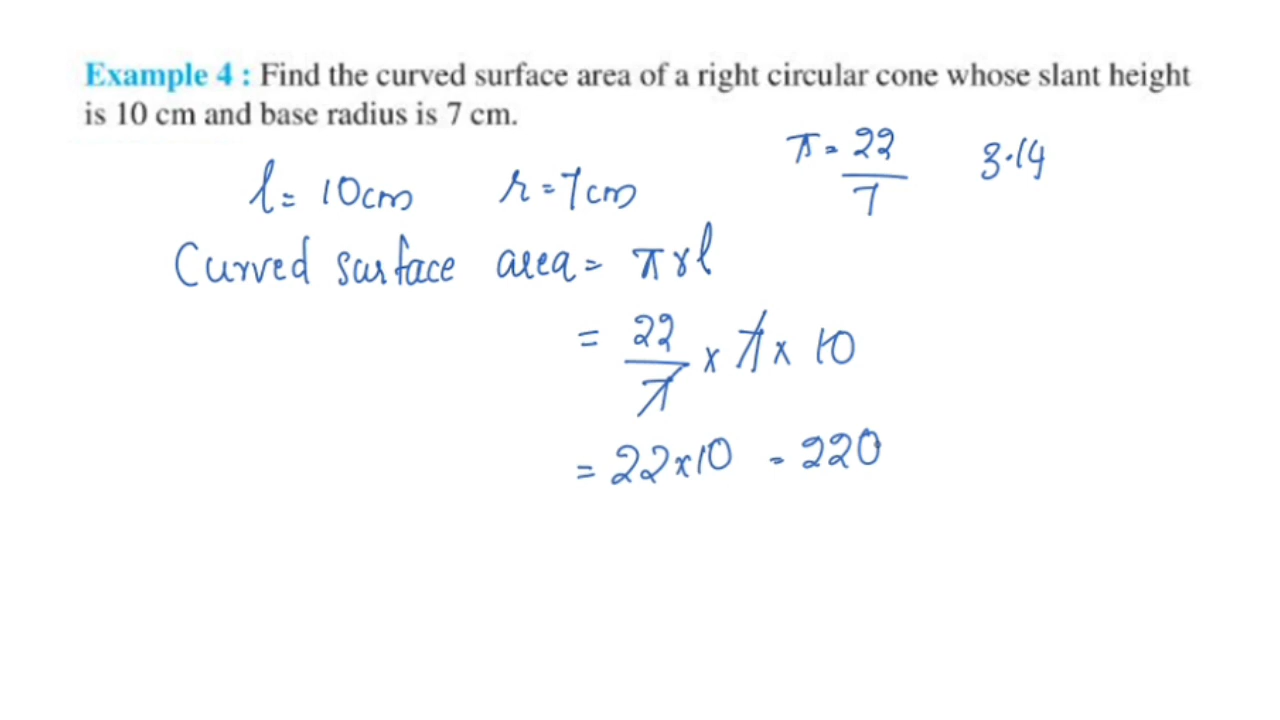 Example 4 : Find the curved surface area of a right circular cone whose slant height
is 10 cm and base radius is 7 cm.
π = 22/7 3.14
l = 10cm r = 7cm
Curved surface area = πrl
= 22/7 x 7 x 10
= 22x10 = 220